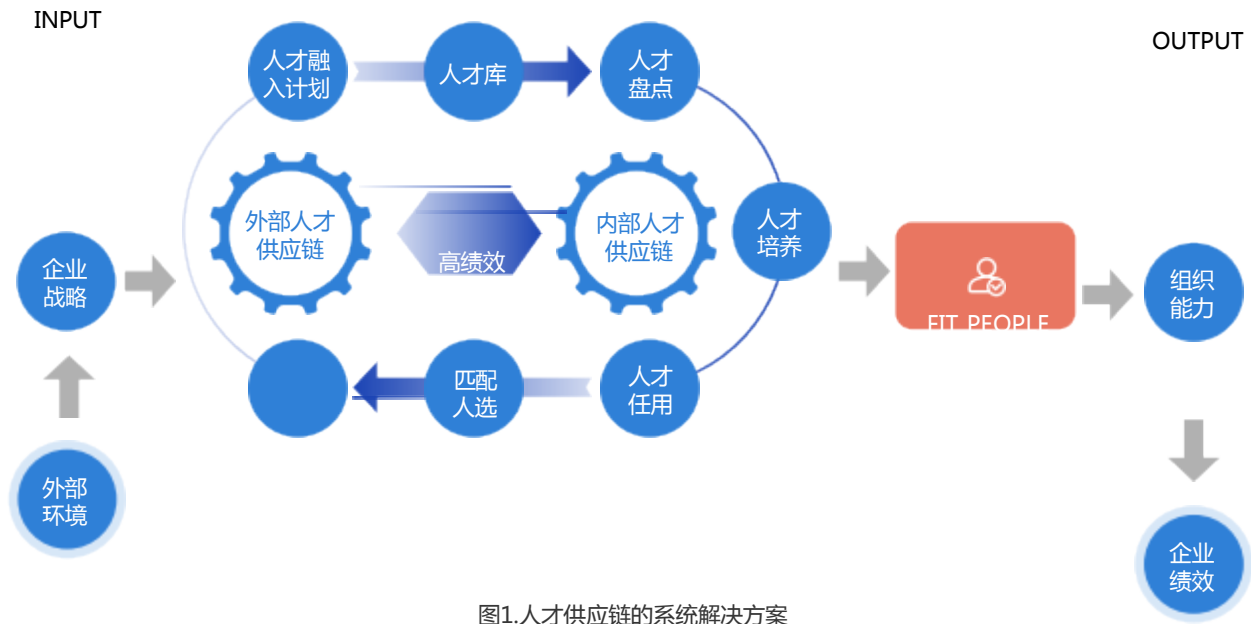 INPUT
OUTPUT
人才融
入计划
人才库
人才
盘点
外部人才
供应链
高绩效
内部人才
供应链
人才
培养
企业
战略
FIT PEOPLE
组织
能力
匹配
人选
人才
任用
外部
环境
企业
绩效
图1.人才供应链的系统解决方案